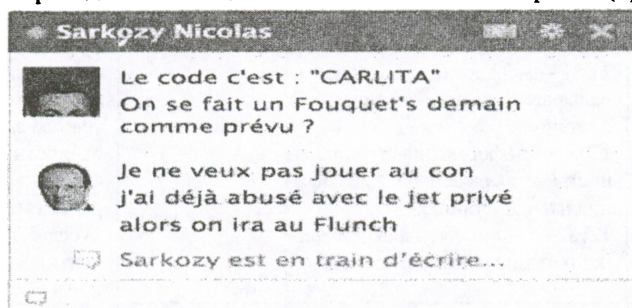 Sarkozy Nicolas
Le code c'est : "CARLITA"
On se fait un Fouquet's demain
comme prévu ?
Je ne veux pas jouer au con
j'ai déjà abusé avec le jet privé
alors on ira au Flunch
Sarkozy est en train d'écrire...